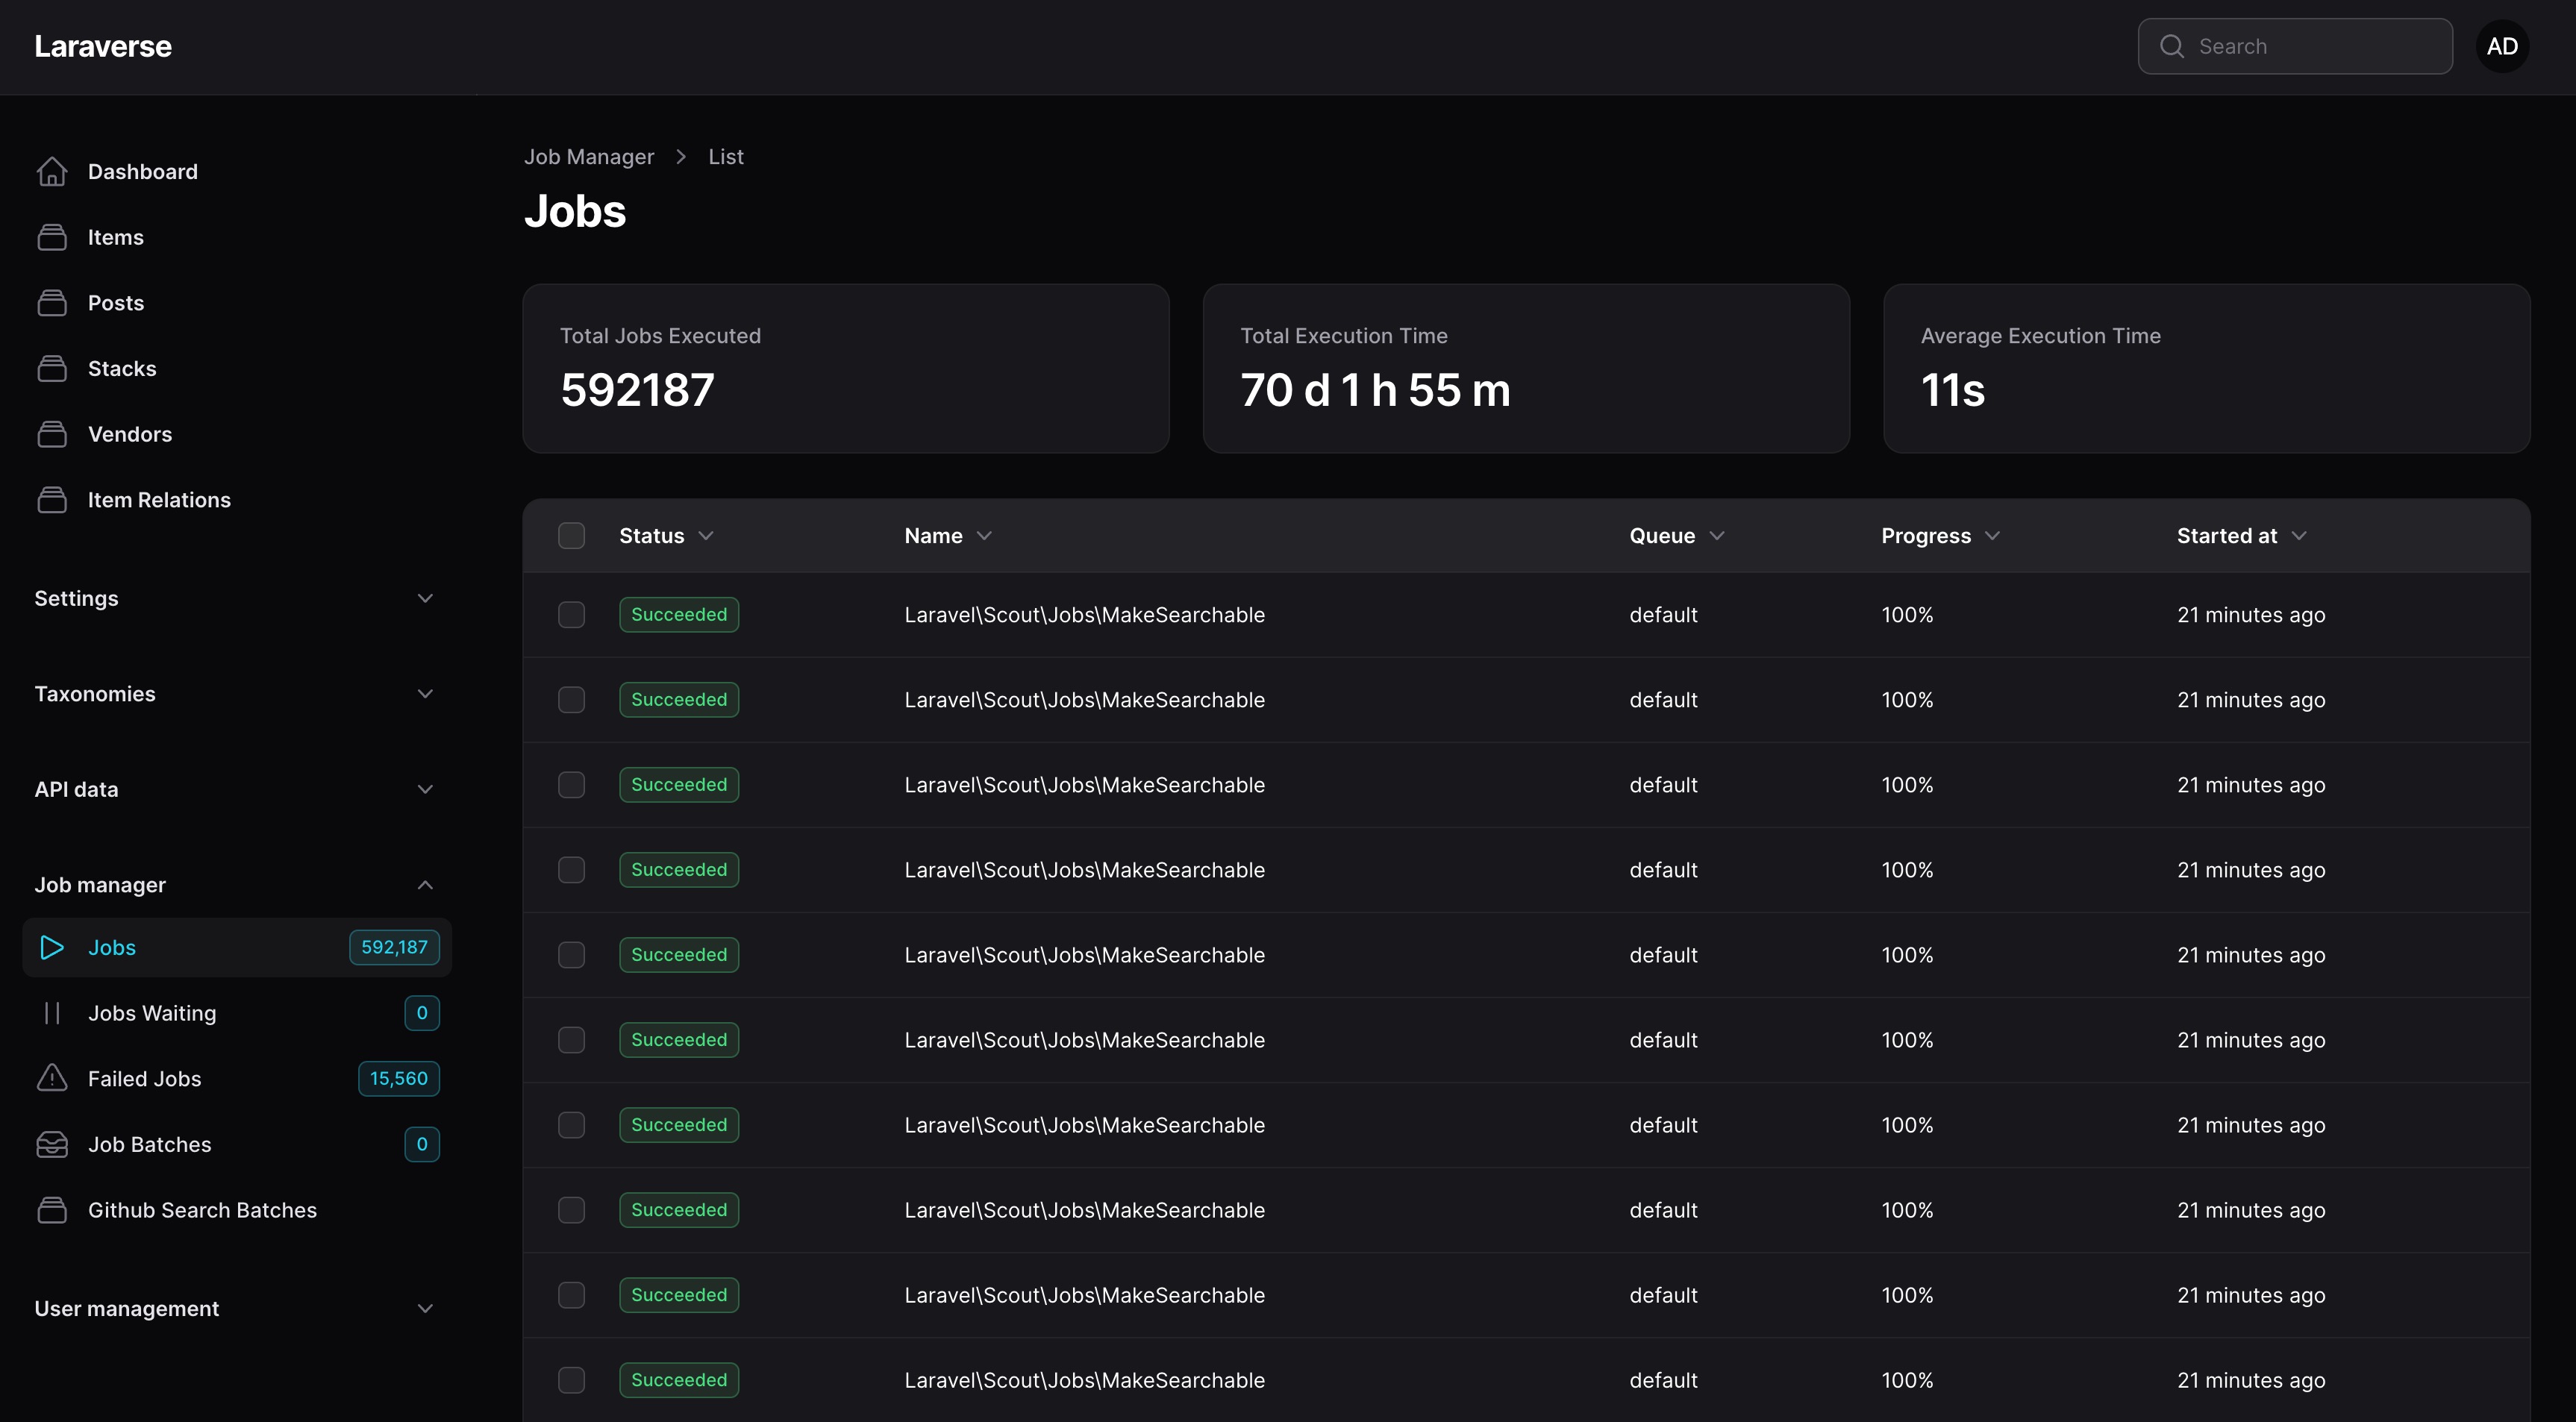 Laraverse
Search
AD
Dashboard
Items
Posts
Stacks
Vendors
Item Relations
Settings
Taxonomies
API data
Job manager
Jobs 592,187
Jobs Waiting 0
Failed Jobs 15,560
Job Batches 0
Github Search Batches
User management
Job Manager > List
Jobs
Total Jobs Executed
592187
Total Execution Time
70 d 1 h 55 m
Average Execution Time
11s
Status Name Queue Progress Started at
Succeeded Laravel\Scout\Jobs\MakeSearchable default 100% 21 minutes ago
Succeeded Laravel\Scout\Jobs\MakeSearchable default 100% 21 minutes ago
Succeeded Laravel\Scout\Jobs\MakeSearchable default 100% 21 minutes ago
Succeeded Laravel\Scout\Jobs\MakeSearchable default 100% 21 minutes ago
Succeeded Laravel\Scout\Jobs\MakeSearchable default 100% 21 minutes ago
Succeeded Laravel\Scout\Jobs\MakeSearchable default 100% 21 minutes ago
Succeeded Laravel\Scout\Jobs\MakeSearchable default 100% 21 minutes ago
Succeeded Laravel\Scout\Jobs\MakeSearchable default 100% 21 minutes ago
Succeeded Laravel\Scout\Jobs\MakeSearchable default 100% 21 minutes ago
Succeeded Laravel\Scout\Jobs\MakeSearchable default 100% 21 minutes ago